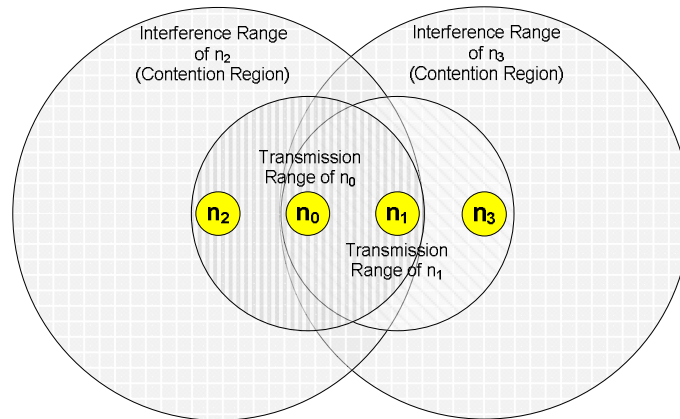 Interference Range
of n₂
(Contention Region)
Interference Range
of n₃
(Contention Region)
Transmission
Range of n₀
n₂
n₀
n₁
n₃
Transmission
Range of n₁